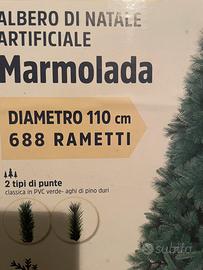 ALBERO DI NATALE
ARTIFICIALE
Marmolada
DIAMETRO 110 cm
688 RAMETTI
2 tipi di punte
classica in PVC verde- aghi di pino duri
subito